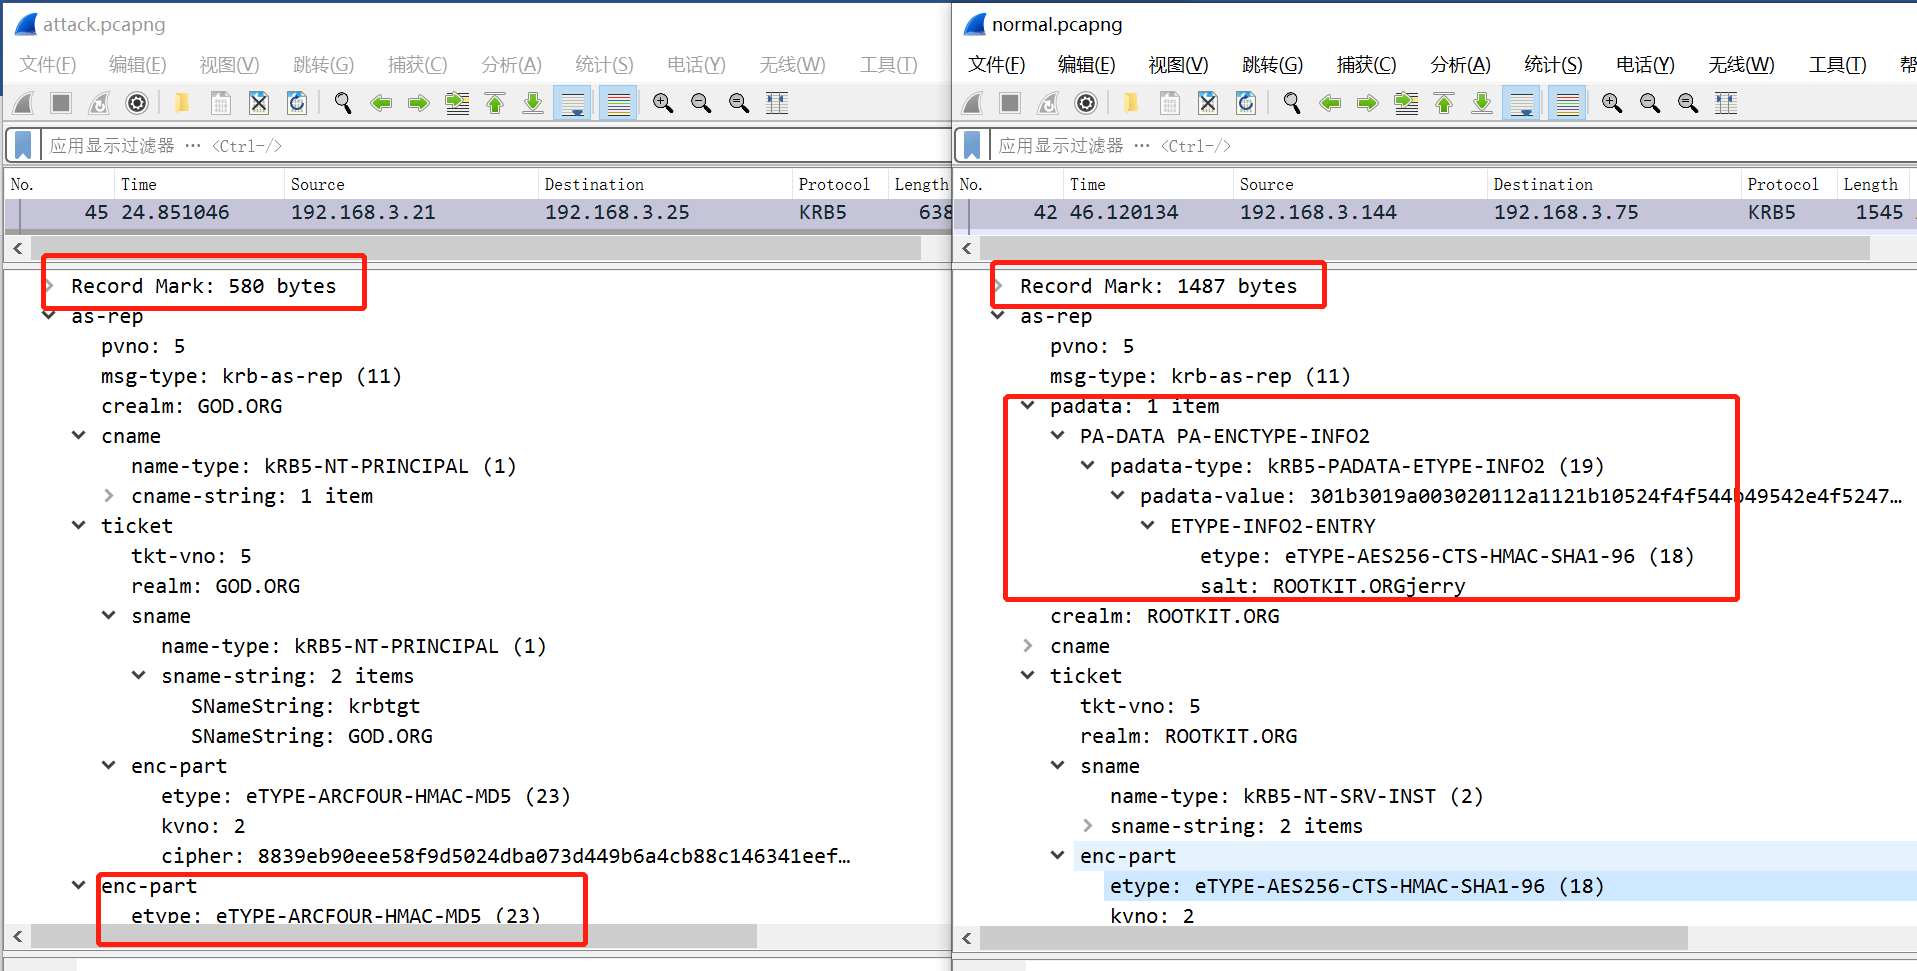 attack.pcapng
文件(F) 编辑(E) 视图(V) 跳转(G) 捕获(C) 分析(A) 统计(S) 电话(Y) 无线(W) 工具(T)
应用显示过滤器 … <Ctrl-/>
No. Time Source Destination Protocol Length
45 24.851046 192.168.3.21 192.168.3.25 KRB5 638
Record Mark: 580 bytes
as-rep
pvno: 5
msg-type: krb-as-rep (11)
crealm: GOD.ORG
cname
name-type: kRB5-NT-PRINCIPAL (1)
cname-string: 1 item
ticket
tkt-vno: 5
realm: GOD.ORG
sname
name-type: kRB5-NT-PRINCIPAL (1)
sname-string: 2 items
SNameString: krbtgt
SNameString: GOD.ORG
enc-part
etype: eTYPE-ARCFOUR-HMAC-MD5 (23)
kvno: 2
cipher: 8839eb90eee58f9d5024dba073d449b6a4cb88c146341eef…
enc-part
etype: eTYPE-ARCFOUR-HMAC-MD5 (23)
normal.pcapng
文件(F) 编辑(E) 视图(V) 跳转(G) 捕获(C) 分析(A) 统计(S) 电话(Y) 无线(W) 工具(T) 帮
应用显示过滤器 … <Ctrl-/>
No. Time Source Destination Protocol Length
42 46.120134 192.168.3.144 192.168.3.75 KRB5 1545
Record Mark: 1487 bytes
as-rep
pvno: 5
msg-type: krb-as-rep (11)
padata: 1 item
PA-DATA PA-ENCTYPE-INFO2
padata-type: kRB5-PADATA-ETYPE-INFO2 (19)
padata-value: 301b3019a003020112a1121b10524f4f544b49542e4f5247…
ETYPE-INFO2-ENTRY
etype: eTYPE-AES256-CTS-HMAC-SHA1-96 (18)
salt: ROOTKIT.ORGjerry
crealm: ROOTKIT.ORG
cname
ticket
tkt-vno: 5
realm: ROOTKIT.ORG
sname
name-type: kRB5-NT-SRV-INST (2)
sname-string: 2 items
enc-part
etype: eTYPE-AES256-CTS-HMAC-SHA1-96 (18)
kvno: 2